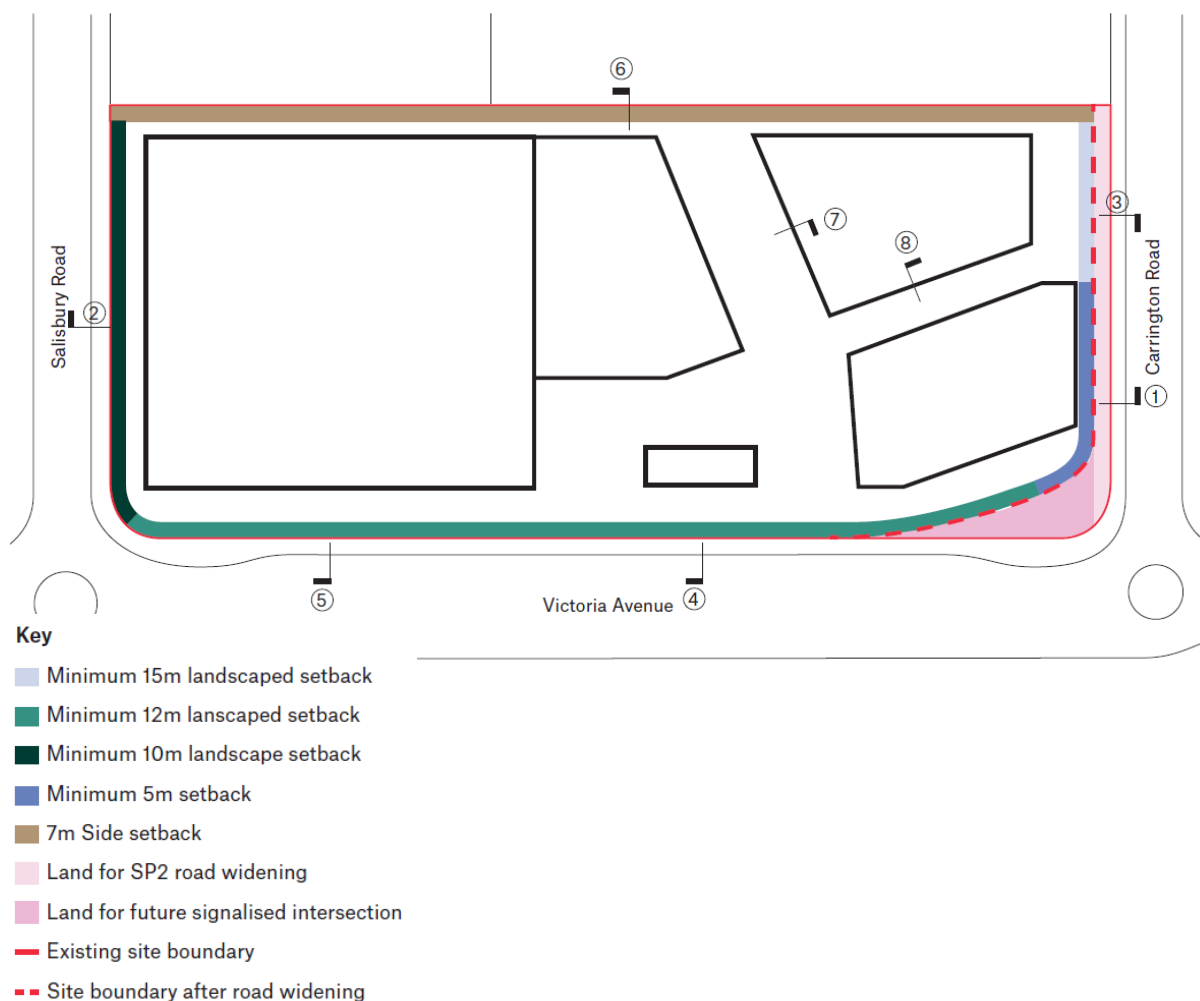 ⑥
③
⑦
⑧
Salisbury Road
②
Carrington Road
①
⑤
Victoria Avenue
④
Key
Minimum 15m landscaped setback
Minimum 12m lanscaped setback
Minimum 10m landscape setback
Minimum 5m setback
7m Side setback
Land for SP2 road widening
Land for future signalised intersection
Existing site boundary
Site boundary after road widening